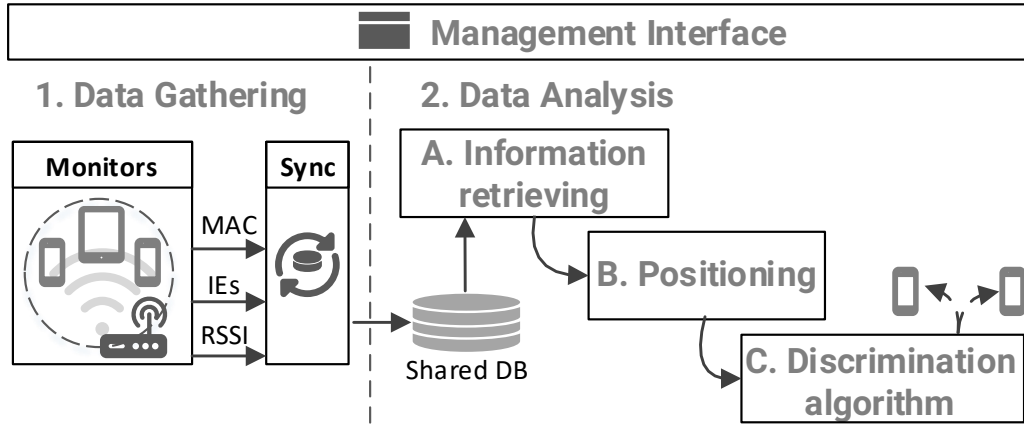 Management Interface
1. Data Gathering
2. Data Analysis
Monitors
Sync
MAC
IEs
RSSI
Shared DB
A. Information
retrieving
B. Positioning
C. Discrimination
algorithm